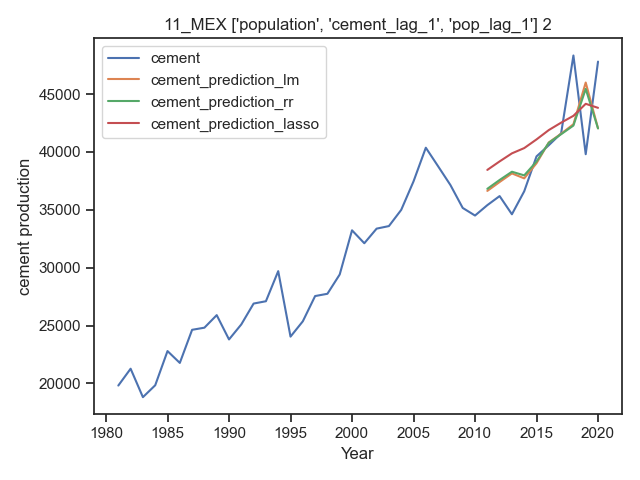 11_MEX ['population', 'cement_lag_1', 'pop_lag_1'] 2
cement
cement_prediction_lm
cement_prediction_rr
cement_prediction_lasso
cement production
45000
40000
35000
30000
25000
20000
1980 1985 1990 1995 2000 2005 2010 2015 2020
Year